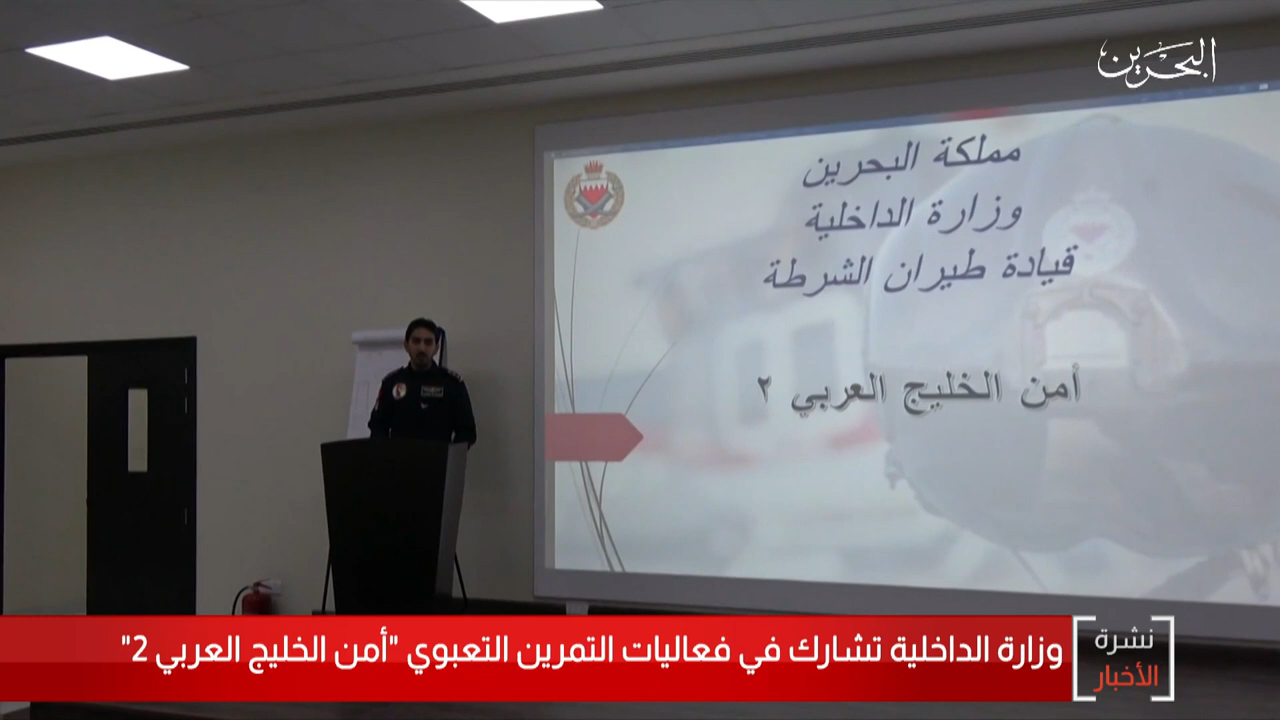 البحرين
مملكة البحرين
وزارة الداخلية
قيادة طيران الشرطة
أمن الخليج العربي ٢
وزارة الداخلية تشارك في فعاليات التمرين التعبوي "أمن الخليج العربي 2"
نشرة
الأخبار